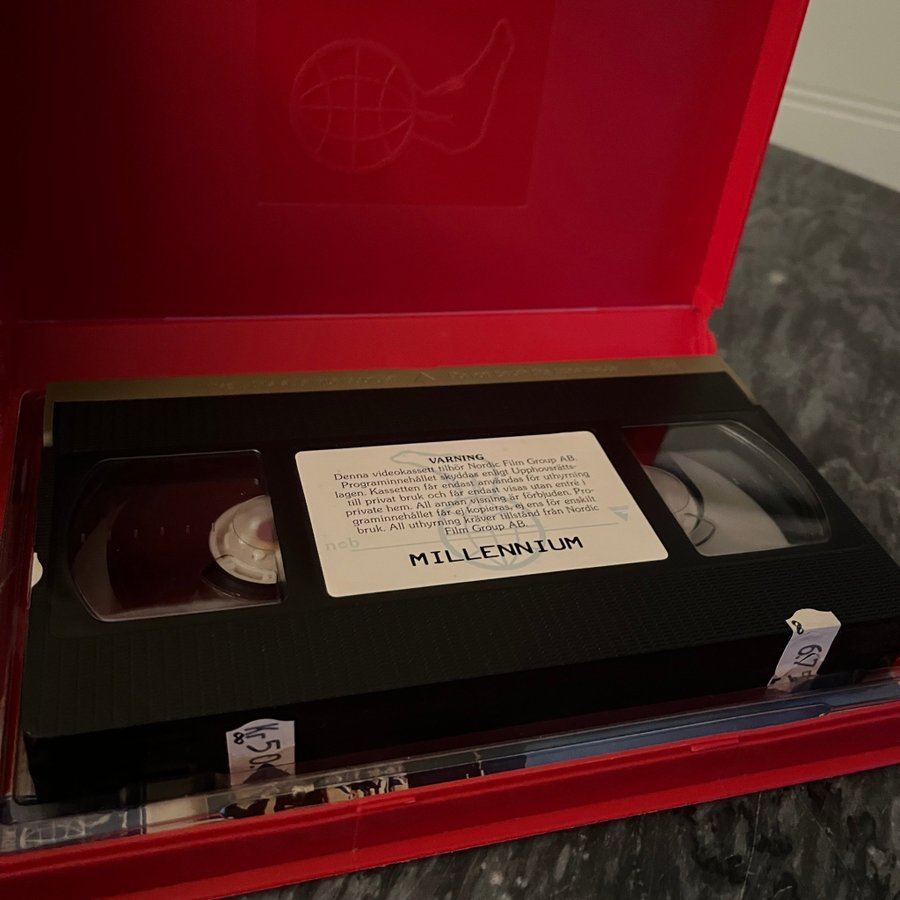 VARNING
Denna videokassett tillhör Nordic Film Group AB.
Programinnehållet skyddas enligt Upphovsrätts-
lagen. Kassetten får endast användas för uthyrning
till privat bruk och får endast visas utan entré i
private hem. All annan visning är förbjuden. Pro
graminnehållet får ej kopieras, ej ens för enskilt
bruk. All uthyrning kräver tillstånd från Nordic
Film Group AB.
MILLENNIUM
Kr 50